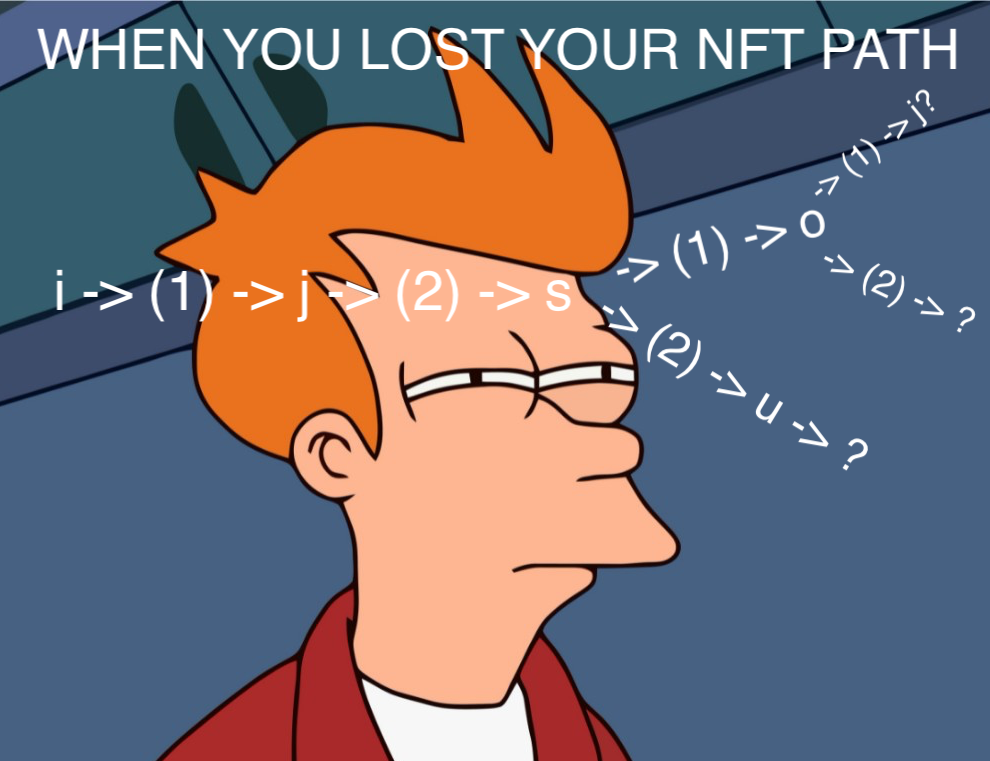 WHEN YOU LOST YOUR NFT PATH
i -> (1) -> j -> (2) -> s
-> (1) -> o
-> (1) -> j?
-> (2) -> ?
-> (2) -> u -> ?